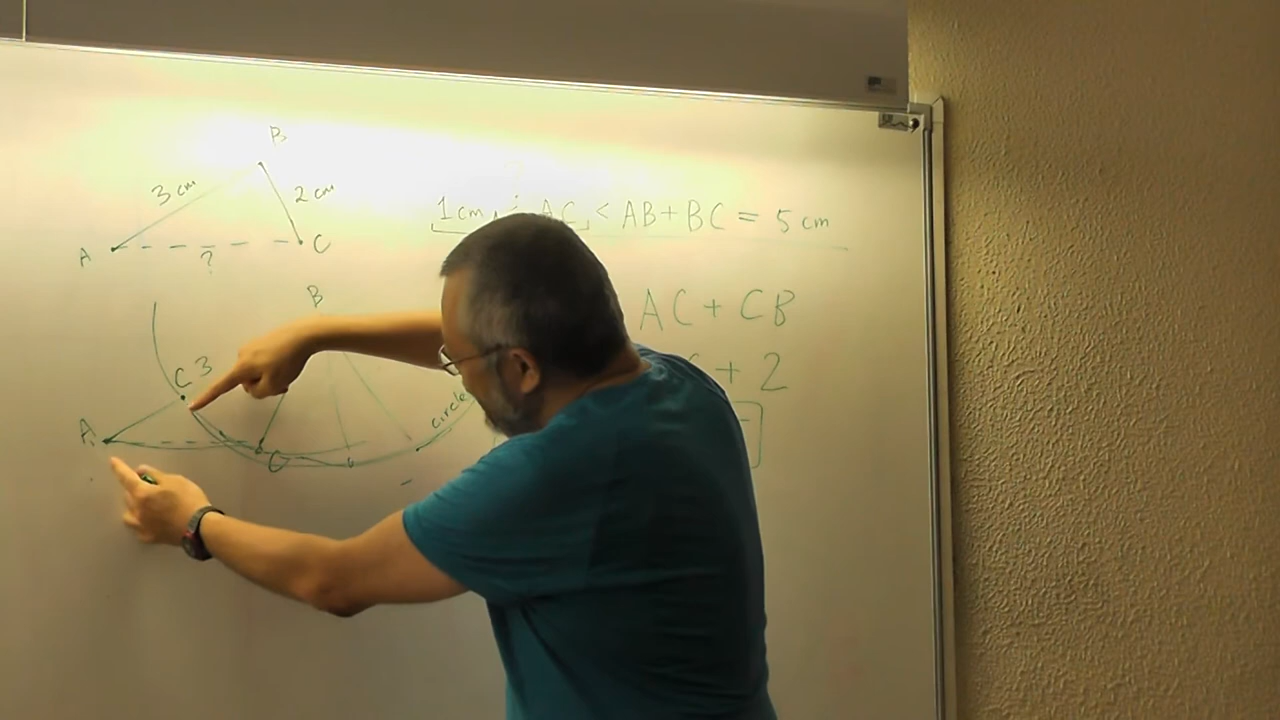 B
3 cm
2 cm
1 cm < AC < AB + BC = 5 cm
A
?
C
B
AC + CB
C 3
+ 2
circle
A
C